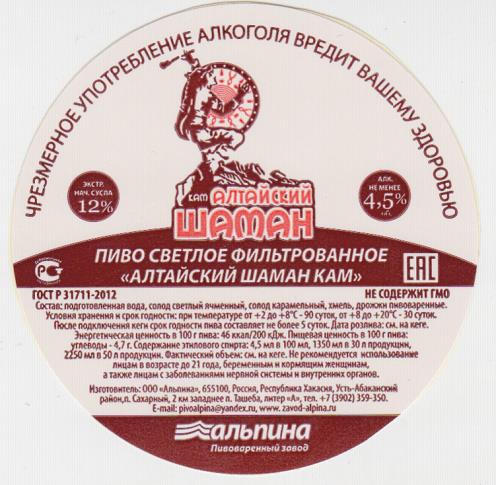 ЧРЕЗМЕРНОЕ УПОТРЕБЛЕНИЕ АЛКОГОЛЯ ВРЕДИТ ВАШЕМУ ЗДОРОВЬЮ
ЭКСТР.
НАЧ. СУСЛА
12%
АЛК.
НЕ МЕНЕЕ
4,5%
КАМ АЛТАЙСКИЙ
ШАМАН
ПИВО СВЕТЛОЕ ФИЛЬТРОВАННОЕ
«АЛТАЙСКИЙ ШАМАН КАМ»
EAC
ГОСТ Р 31711-2012
НЕ СОДЕРЖИТ ГМО
Состав: подготовленная вода, солод светлый ячменный, солод карамельный, хмель, дрожжи пивоваренные.
Условия хранения и срок годности: при температуре от +2 до +8°С - 90 суток, от +8 до +20°С - 30 суток.
После подключения кеги срок годности пива составляет не более 5 суток. Дата розлива: см. на кеге.
Энергетическая ценность в 100 г пива: 46 ккал/200 кДж. Пищевая ценность в 100 г пива:
углеводы - 4,7 г. Содержание этилового спирта: 4,5 мл в 100 мл, 1350 мл в 30 л продукции,
2250 мл в 50 л продукции. Фактический объем: см. на кеге. Не рекомендуется использование
лицам в возрасте до 21 года, беременным и кормящим женщинам,
а также лицам с заболеваниями нервной системы и внутренних органов.
Изготовитель: ООО «Альпина», 655100, Россия, Республика Хакасия, Усть-Абаканский
район,п. Сахарный, 2 км западнее п. Ташеба, литер «А», тел. +7 (3902) 359-350.
E-mail: pivoalpina@yandex.ru, www. zavod-alpina.ru
альпина
Пивоваренный завод